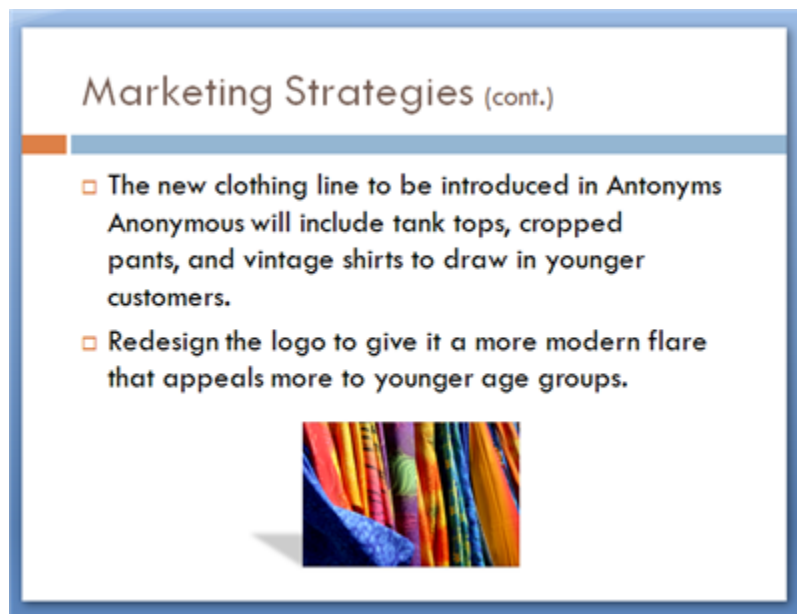 Marketing Strategies (cont.)
The new clothing line to be introduced in Antonyms
Anonymous will include tank tops, cropped
pants, and vintage shirts to draw in younger
customers.
Redesign the logo to give it a more modern flare
that appeals more to younger age groups.